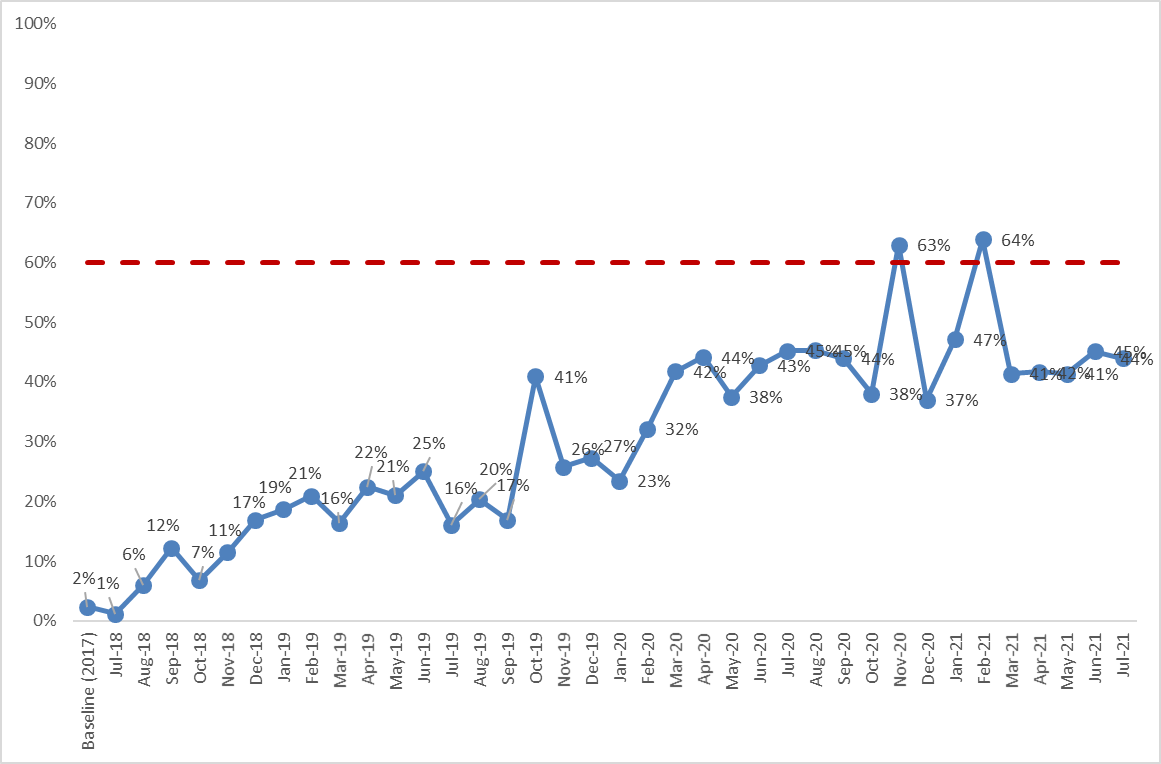 100%
90%
80%
70%
60%
50%
40%
30%
20%
10%
0%
2%
1%
6%
12%
7%
11%
17%
19%
21%
16%
22%
21%
25%
16%
20%
17%
41%
26%
27%
23%
32%
42%
44%
38%
43%
45%
45%
44%
38%
63%
37%
47%
64%
41%
42%
41%
45%
44%
Baseline (2017)
Jul-18
Aug-18
Sep-18
Oct-18
Nov-18
Dec-18
Jan-19
Feb-19
Mar-19
Apr-19
May-19
Jun-19
Jul-19
Aug-19
Sep-19
Oct-19
Nov-19
Dec-19
Jan-20
Feb-20
Mar-20
Apr-20
May-20
Jun-20
Jul-20
Aug-20
Sep-20
Oct-20
Nov-20
Dec-20
Jan-21
Feb-21
Mar-21
Apr-21
May-21
Jun-21
Jul-21